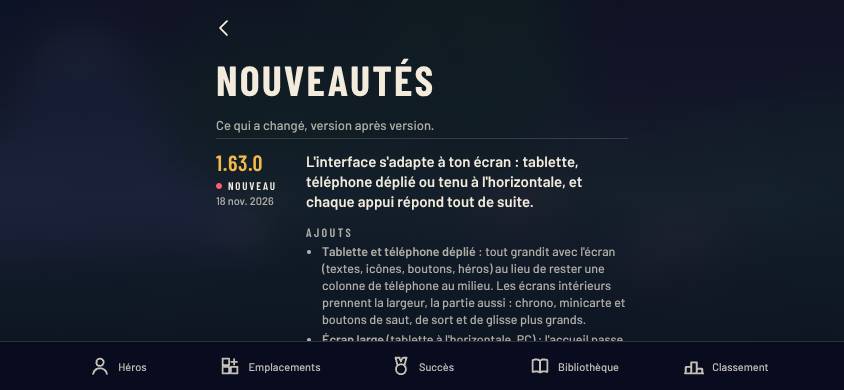 NOUVEAUTÉS
Ce qui a changé, version après version.
1.63.0
NOUVEAU
18 nov. 2026
L'interface s'adapte à ton écran : tablette,
téléphone déplié ou tenu à l'horizontale, et
chaque appui répond tout de suite.
AJOUTS
• Tablette et téléphone déplié : tout grandit avec l'écran
(textes, icônes, boutons, héros) au lieu de rester une
colonne de téléphone au milieu. Les écrans intérieurs
prennent la largeur, la partie aussi : chrono, minicarte et
boutons de saut, de sort et de glisse plus grands.
• Écran large (tablette à l'horizontale, PC) : l'accueil passe
Héros
Emplacements
Succès
Bibliothèque
Classement